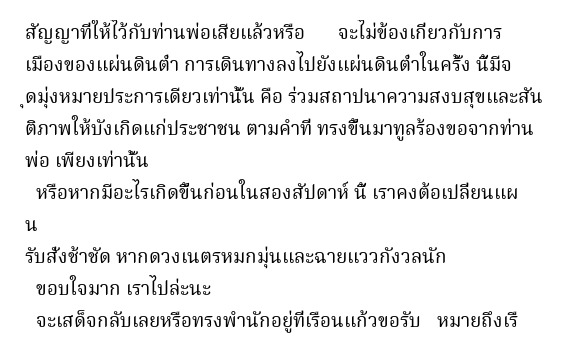 สัญญาที่ให้ไว้กับท่านพ่อเสียแล้วหรือ จะไม่ข้องเกี่ยวกับการ
เมืองของแผ่นดินต่ำ การเดินทางลงไปยังแผ่นดินต่ำในครั้ง นี้มีจ
ุดมุ่งหมายประการเดียวเท่านั้น คือ ร่วมสถาปนาความสงบสุขและสัน
ติภาพให้บังเกิดแก่ประชาชน ตามคำที่ ทรงขึ้นมาทูลร้องขอจากท่าน
พ่อ เพียงเท่านั้น
หรือหากมีอะไรเกิดขึ้นก่อนในสองสัปดาห์ นี้ เราคงต้อเปลี่ยนแผ
น
รับสั่งช้าชัด หากดวงเนตรหมกมุ่นและฉายแววกังวลนัก
ขอบใจมาก เราไปล่ะนะ
จะเสด็จกลับเลยหรือทรงพำนักอยู่ที่เรือนแก้วขอรับ หมายถึงเรื